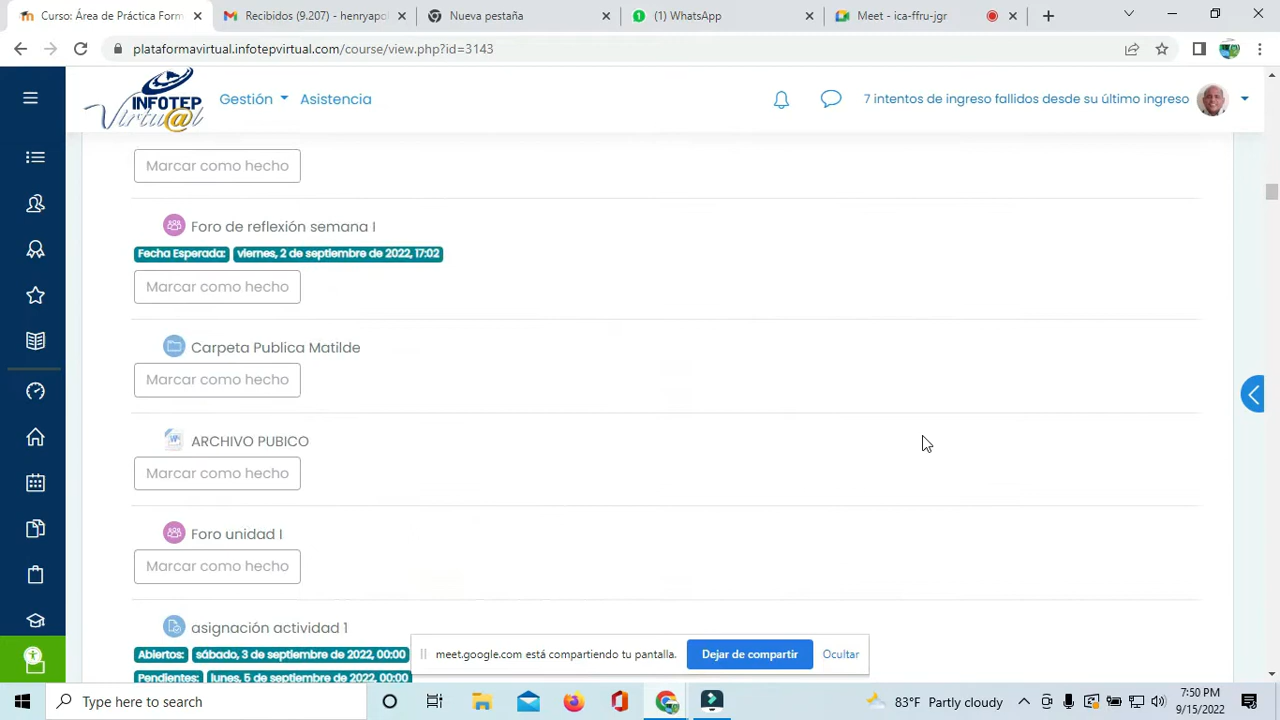 Curso: Área de Práctica Form
Recibidos (9.207) - henryapd
Nueva pestaña
(1) WhatsApp
Meet - ica-ffru-jgr
plataformavirtual.infotepvirtual.com/course/view.php?id=3143
INFOTEP
Virtu@l
Gestión
Asistencia
7 intentos de ingreso fallidos desde su último ingreso
Marcar como hecho
Foro de reflexión semana I
Fecha Esperada: viernes, 2 de septiembre de 2022, 17:02
Marcar como hecho
Carpeta Publica Matilde
Marcar como hecho
ARCHIVO PUBICO
Marcar como hecho
Foro unidad I
Marcar como hecho
asignación actividad 1
Abiertos: sábado, 3 de septiembre de 2022, 00:00
Pendientes: lunes, 5 de septiembre de 2022, 00:00
meet.google.com está compartiendo tu pantalla.
Dejar de compartir
Ocultar
Type here to search
83°F Partly cloudy
7:50 PM
9/15/2022